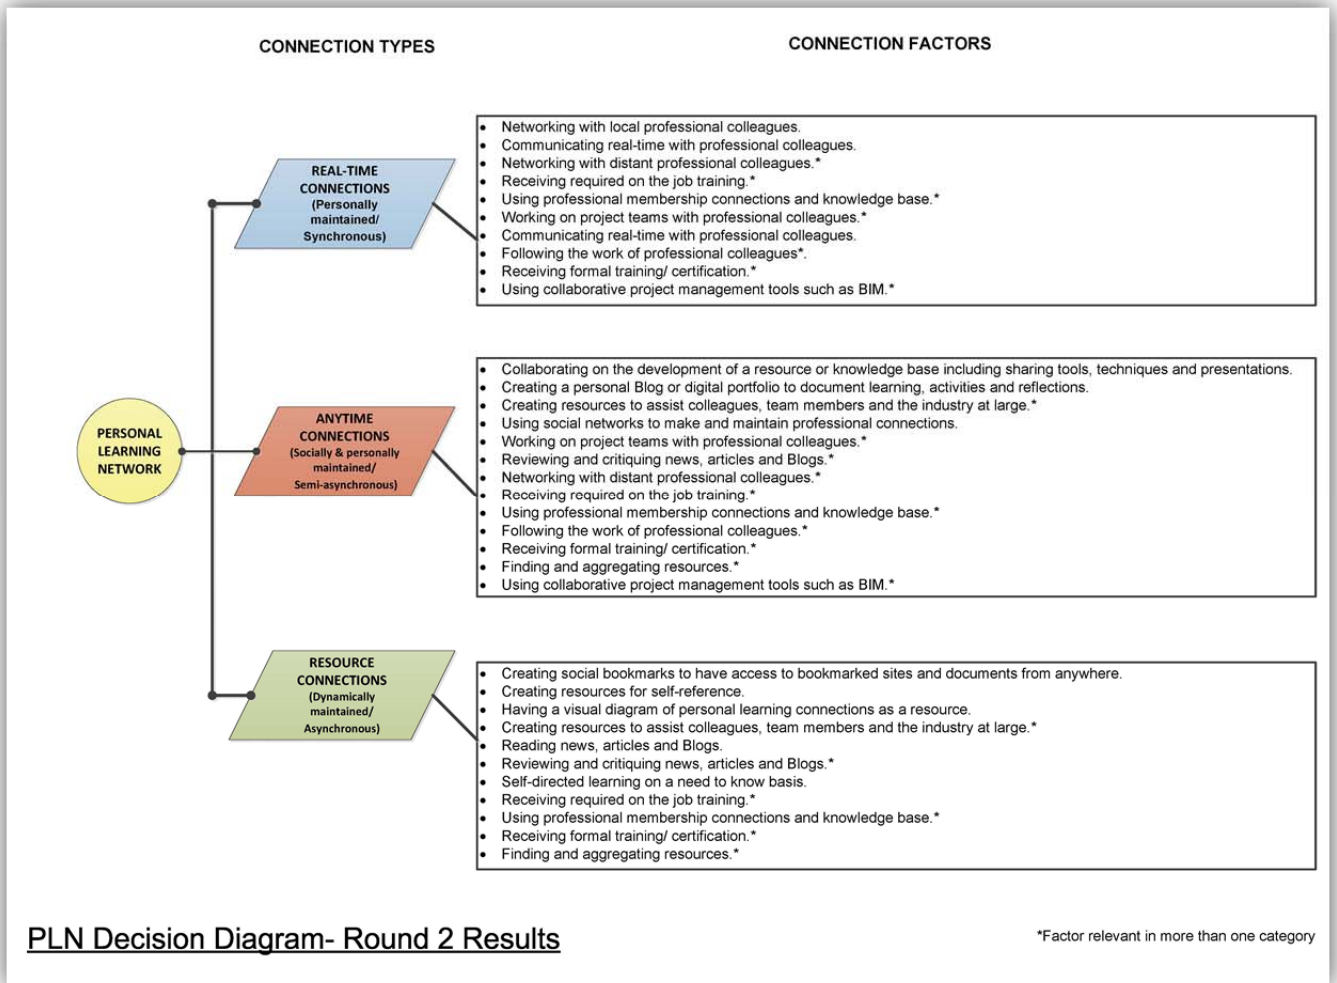 CONNECTION TYPES
CONNECTION FACTORS
REAL-TIME
CONNECTIONS
(Personally
maintained/
Synchronous)
• Networking with local professional colleagues.
• Communicating real-time with professional colleagues.
• Networking with distant professional colleagues.*
• Receiving required on the job training.*
• Using professional membership connections and knowledge base.*
• Working on project teams with professional colleagues.*
• Communicating real-time with professional colleagues.
• Following the work of professional colleagues*.
• Receiving formal training/ certification.*
• Using collaborative project management tools such as BIM.*
PERSONAL
LEARNING
NETWORK
ANYTIME
CONNECTIONS
(Socially & personally
maintained/
Semi-asynchronous)
• Collaborating on the development of a resource or knowledge base including sharing tools, techniques and presentations.
• Creating a personal Blog or digital portfolio to document learning, activities and reflections.
• Creating resources to assist colleagues, team members and the industry at large.*
• Using social networks to make and maintain professional connections.
• Working on project teams with professional colleagues.*
• Reviewing and critiquing news, articles and Blogs.*
• Networking with distant professional colleagues.*
• Receiving required on the job training.*
• Using professional membership connections and knowledge base.*
• Following the work of professional colleagues.*
• Receiving formal training/ certification.*
• Finding and aggregating resources.*
• Using collaborative project management tools such as BIM.*
RESOURCE
CONNECTIONS
(Dynamically
maintained/
Asynchronous)
• Creating social bookmarks to have access to bookmarked sites and documents from anywhere.
• Creating resources for self-reference.
• Having a visual diagram of personal learning connections as a resource.
• Creating resources to assist colleagues, team members and the industry at large.*
• Reading news, articles and Blogs.
• Reviewing and critiquing news, articles and Blogs.*
• Self-directed learning on a need to know basis.
• Receiving required on the job training.*
• Using professional membership connections and knowledge base.*
• Receiving formal training/ certification.*
• Finding and aggregating resources.*
PLN Decision Diagram- Round 2 Results
*Factor relevant in more than one category